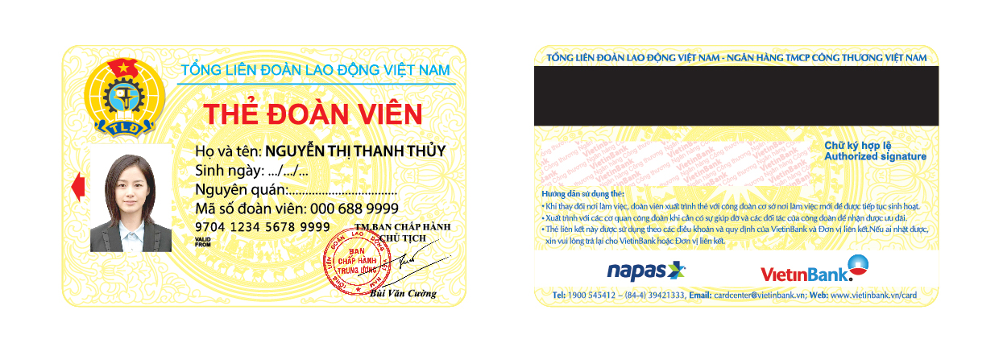 TỔNG LIÊN ĐOÀN LAO ĐỘNG VIỆT NAM
THẺ ĐOÀN VIÊN
TLĐ
Họ và tên: NGUYỄN THỊ THANH THỦY
Sinh ngày: .../.../...
Nguyên quán:.................................
Mã số đoàn viên: 000 688 9999
9704 1234 5678 9999
VALID
FROM
TM.BAN CHẤP HÀNH
CHỦ TỊCH
TỔNG LIÊN ĐOÀN LAO ĐỘNG VIỆT NAM
BAN
CHẤP HÀNH
TRUNG ƯƠNG
Bùi Văn Cường
TỔNG LIÊN ĐOÀN LAO ĐỘNG VIỆT NAM - NGÂN HÀNG TMCP CÔNG THƯƠNG VIỆT NAM
Công thương VietinBank Ngân hàng
Chữ ký hợp lệ
Authorized signature
Hướng dẫn sử dụng thẻ:
• Khi thay đổi nơi làm việc, đoàn viên xuất trình thẻ với công đoàn cơ sở nơi làm việc mới để được tiếp tục sinh hoạt.
• Xuất trình với các cơ quan công đoàn khi cần có sự giúp đỡ và các đối tác của công đoàn để nhận được ưu đãi.
• Thẻ liên kết này được sử dụng theo các điều khoản và quy định của VietinBank và Đơn vị liên kết.Nếu ai nhặt được,
xin vui lòng trả lại cho VietinBank hoặc Đơn vị liên kết.
napas
VietinBank
Tel: 1900 545412 – (84-4) 39421333, Email: cardcenter@vietinbank.vn; Web: www.vietinbank.vn/card